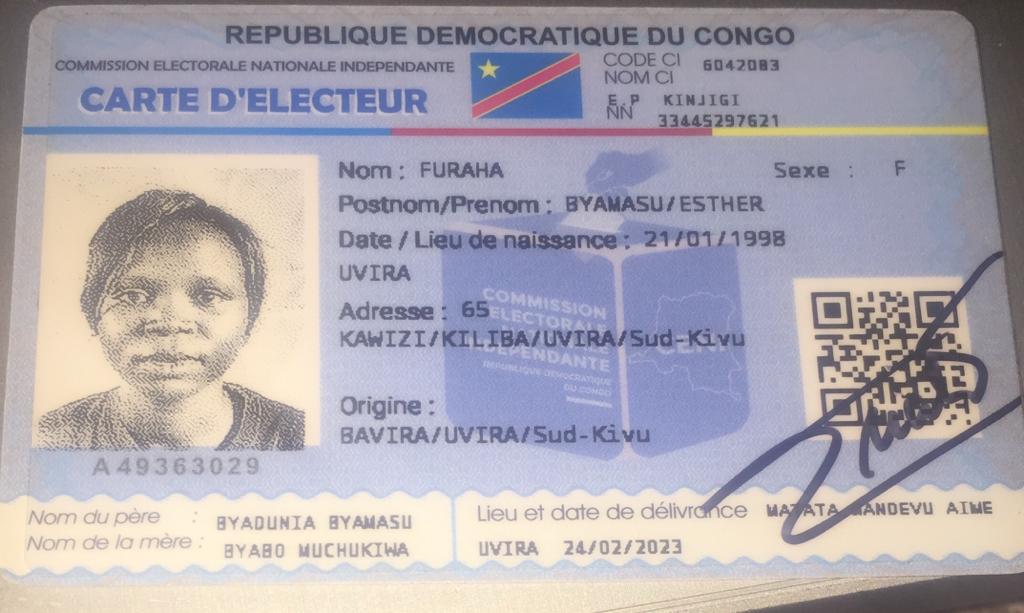 REPUBLIQUE DEMOCRATIQUE DU CONGO
COMMISSION ELECTORALE NATIONALE INDEPENDANTE
CARTE D'ELECTEUR
CODE CI 6042083
NOM CI
E.P KINJIGI
NN 33445297621
Nom : FURAHA
Sexe : F
Postnom/Prenom : BYAMASU/ESTHER
Date / Lieu de naissance : 21/01/1998
UVIRA
Adresse : 65
KAWIZI/KILIBA/UVIRA/Sud-Kivu
COMMISSION
ELECTORALE
INDEPENDANTE
REPUBLIQUE DEMOCRATIQUE
DU CONGO
Origine :
BAVIRA/UVIRA/Sud-Kivu
A49363029
Nom du père : BYADUNIA BYAMASU
Nom de la mère : BYABO MUCHUKIWA
Lieu et date de délivrance MATATA MANDEVU AIME
UVIRA 24/02/2023